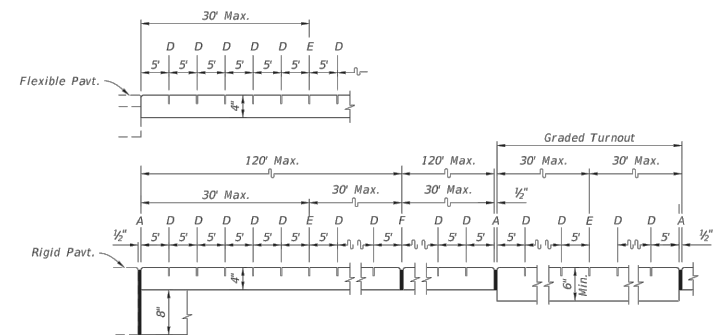 30' Max.
D D D D D E D
5' 5' 5' 5' 5' 5' 5'
Flexible Pavt.
4"
Graded Turnout
120' Max. 120' Max. 30' Max. 30' Max.
30' Max. 30' Max. 30' Max. ½"
A D D D D D E D D F D D A D D E D D A
½" 5' 5' 5' 5' 5' 5' 5' 5' 5' 5' 5' 5' 5' 5' ½"
Rigid Pavt.
4"
6" Min.
8"